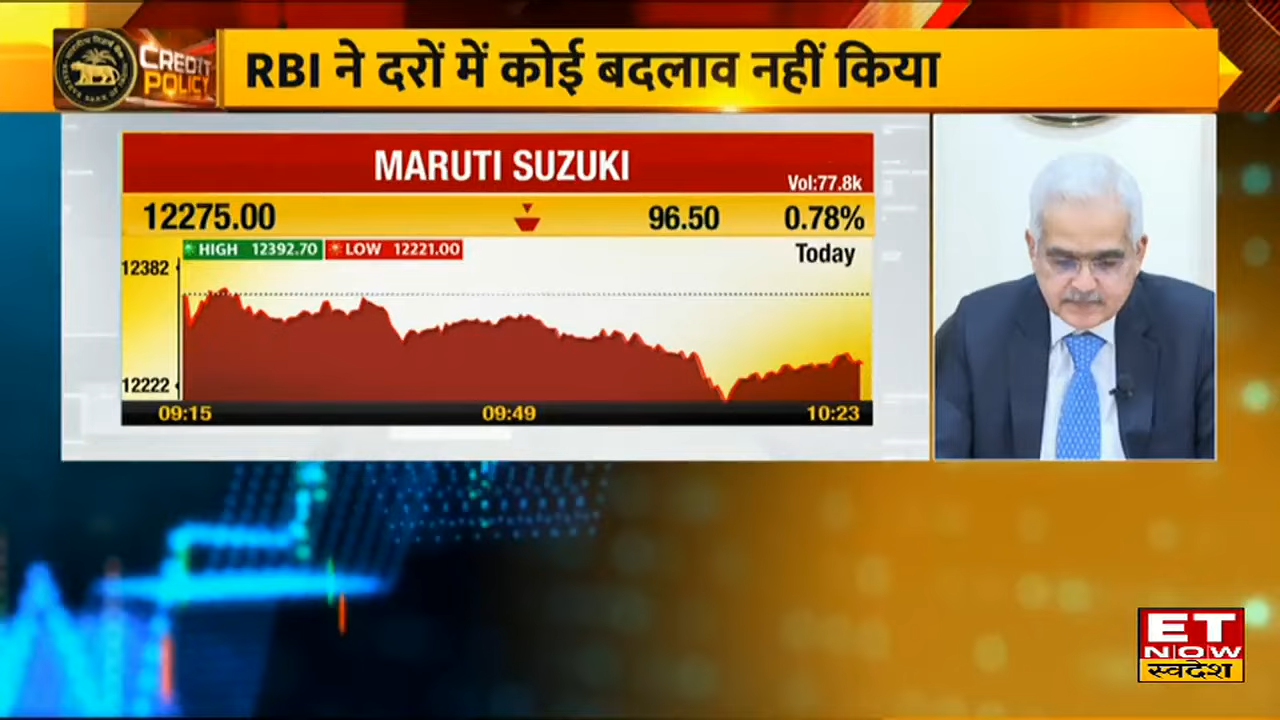 CREDIT
POLICY
RBI ने दरों में कोई बदलाव नहीं किया
MARUTI SUZUKI
Vol:77.8k
12275.00 96.50 0.78%
HIGH 12392.70 LOW 12221.00
Today
12382
12222
09:15 09:49 10:23
ET
NOW
स्वदेश